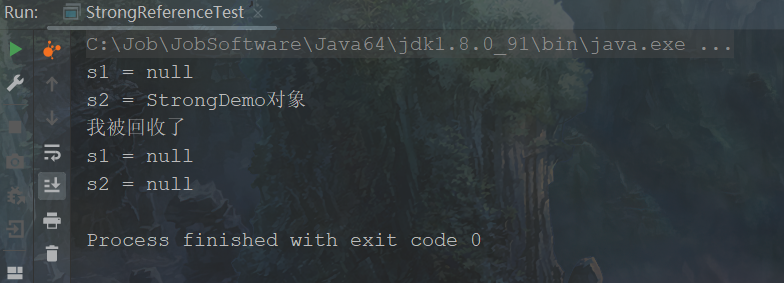 Run: StrongReferenceTest ×
C:\Job\JobSoftware\Java64\jdk1.8.0_91\bin\java.exe ...
s1 = null
s2 = StrongDemo对象
我被回收了
s1 = null
s2 = null
Process finished with exit code 0